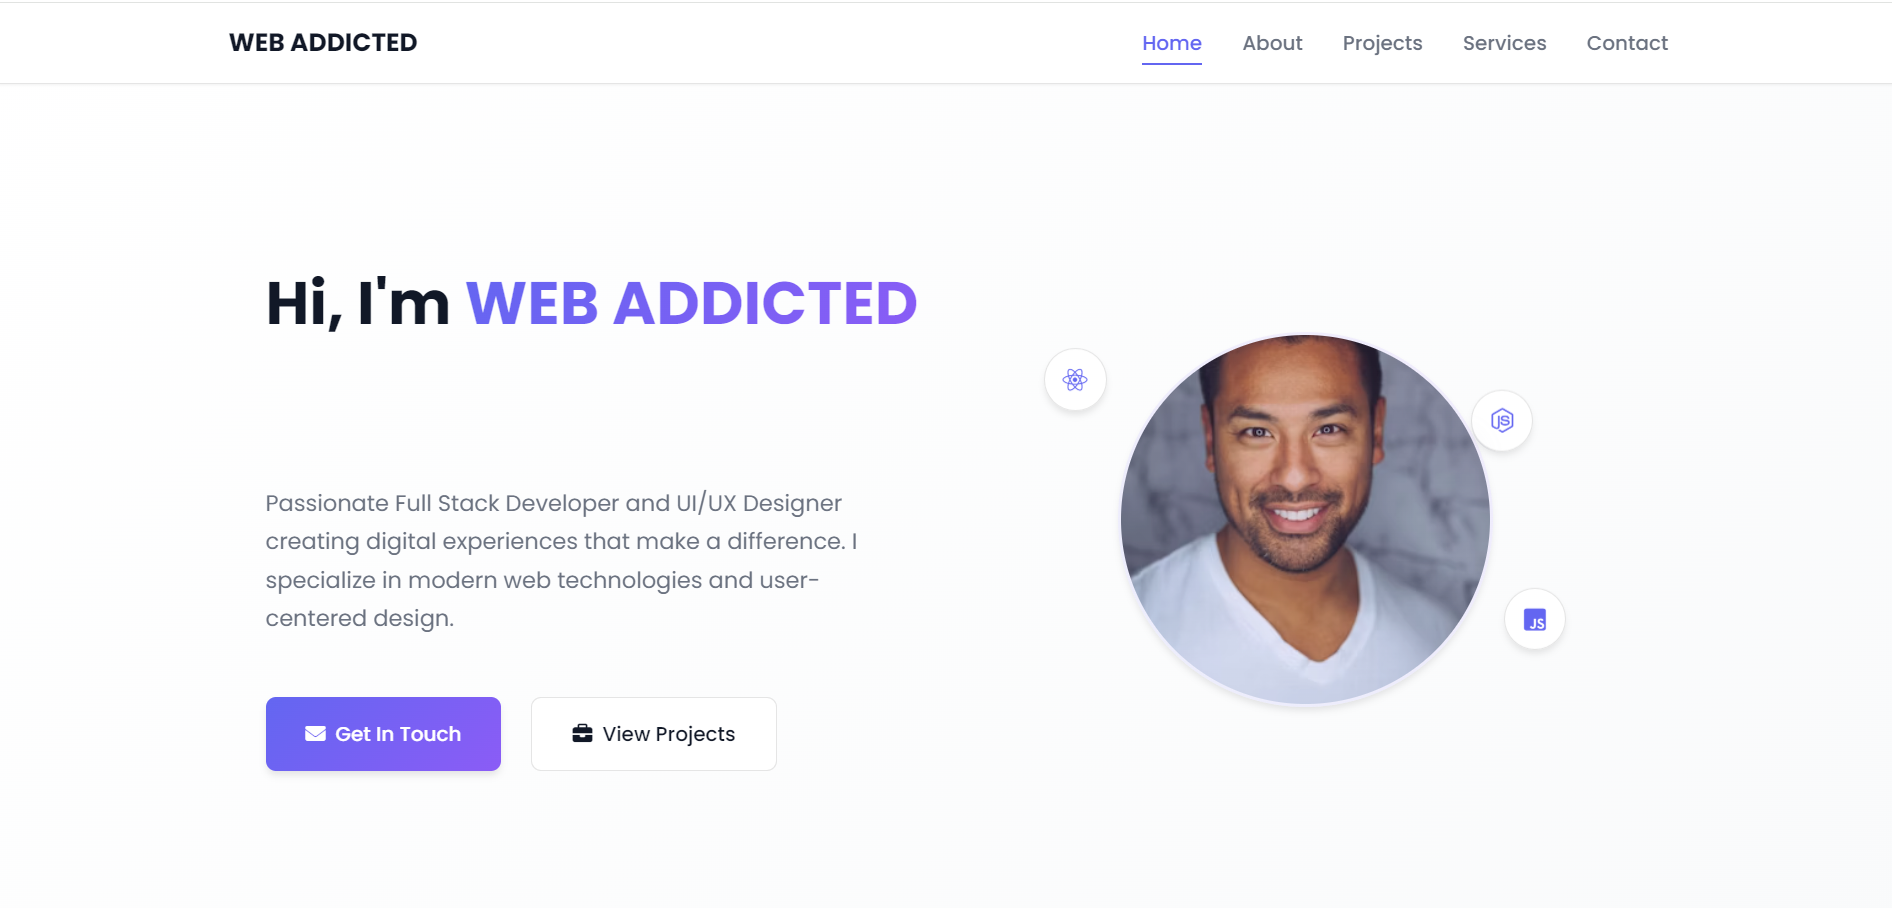 WEB ADDICTED
Home About Projects Services Contact
Hi, I'm WEB ADDICTED
Passionate Full Stack Developer and UI/UX Designer
creating digital experiences that make a difference. I
specialize in modern web technologies and user-
centered design.
Get In Touch
View Projects
JS
JS